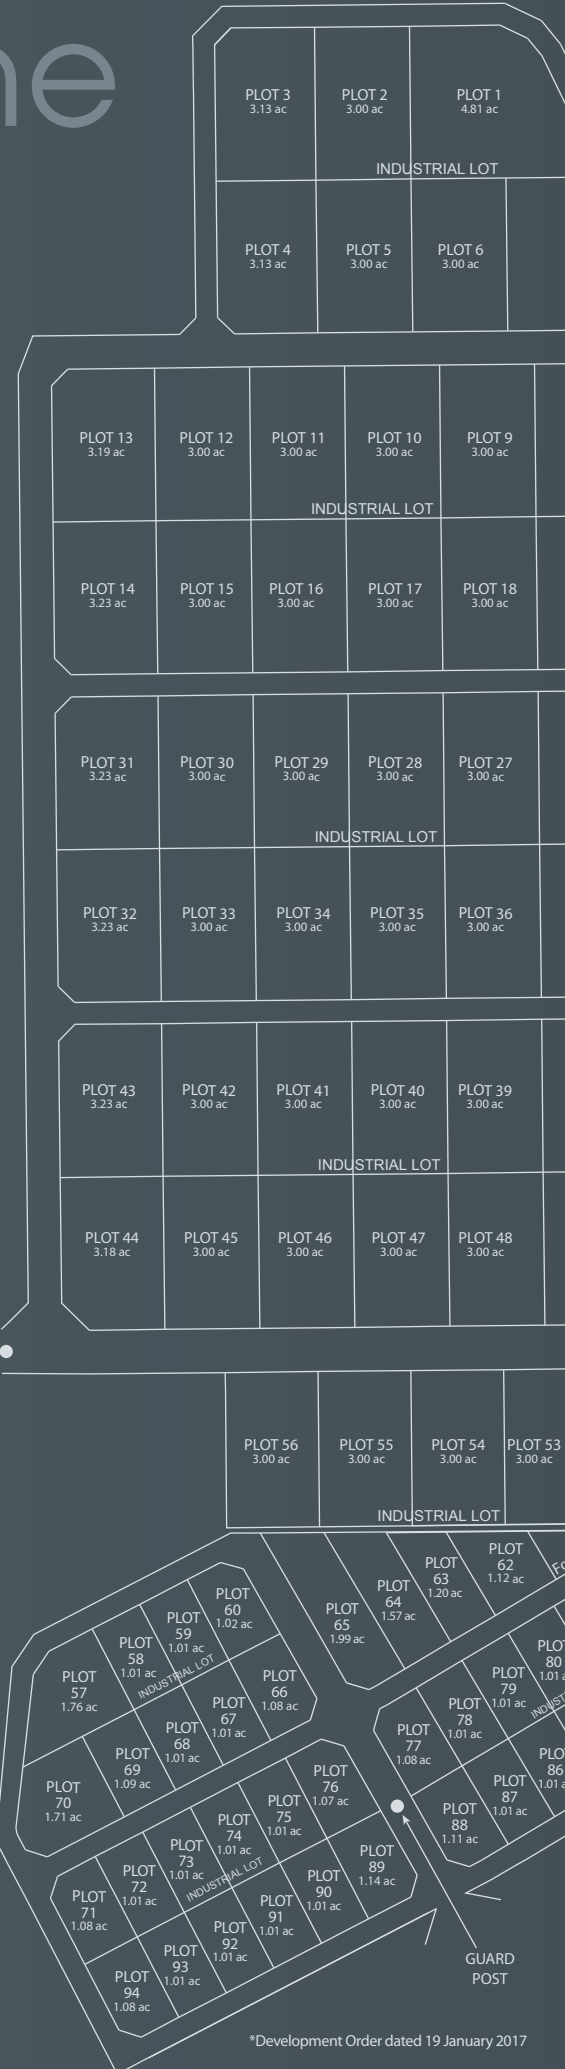 ne
PLOT 3
3.13 ac
PLOT 2
3.00 ac
PLOT 1
4.81 ac
INDUSTRIAL LOT
PLOT 4
3.13 ac
PLOT 5
3.00 ac
PLOT 6
3.00 ac
PLOT 13
3.19 ac
PLOT 12
3.00 ac
PLOT 11
3.00 ac
PLOT 10
3.00 ac
PLOT 9
3.00 ac
INDUSTRIAL LOT
PLOT 14
3.23 ac
PLOT 15
3.00 ac
PLOT 16
3.00 ac
PLOT 17
3.00 ac
PLOT 18
3.00 ac
PLOT 31
3.23 ac
PLOT 30
3.00 ac
PLOT 29
3.00 ac
PLOT 28
3.00 ac
PLOT 27
3.00 ac
INDUSTRIAL LOT
PLOT 32
3.23 ac
PLOT 33
3.00 ac
PLOT 34
3.00 ac
PLOT 35
3.00 ac
PLOT 36
3.00 ac
PLOT 43
3.23 ac
PLOT 42
3.00 ac
PLOT 41
3.00 ac
PLOT 40
3.00 ac
PLOT 39
3.00 ac
INDUSTRIAL LOT
PLOT 44
3.18 ac
PLOT 45
3.00 ac
PLOT 46
3.00 ac
PLOT 47
3.00 ac
PLOT 48
3.00 ac
PLOT 56
3.00 ac
PLOT 55
3.00 ac
PLOT 54
3.00 ac
PLOT 53
3.00 ac
INDUSTRIAL LOT
PLOT
62
1.12 ac
PLOT
63
1.20 ac
PLOT
64
1.57 ac
PLOT
65
1.99 ac
PLOT
60
1.02 ac
PLOT
59
1.01 ac
PLOT
58
1.01 ac
PLOT
57
1.76 ac
INDUSTRIAL LOT
PLOT
66
1.08 ac
PLOT
67
1.01 ac
PLOT
68
1.01 ac
PLOT
69
1.09 ac
PLOT
70
1.71 ac
PLO
80
1.01 a
PLOT
79
1.01 ac
PLOT
78
1.01 ac
PLOT
77
1.08 ac
INDUST
PLO
86
1.01 a
PLOT
87
1.01 ac
PLOT
88
1.11 ac
PLOT
76
1.07 ac
PLOT
75
1.01 ac
PLOT
74
1.01 ac
PLOT
73
1.01 ac
PLOT
72
1.01 ac
PLOT
71
1.08 ac
INDUSTRIAL LOT
PLOT
89
1.14 ac
PLOT
90
1.01 ac
PLOT
91
1.01 ac
PLOT
92
1.01 ac
PLOT
93
1.01 ac
PLOT
94
1.08 ac
GUARD
POST
*Development Order dated 19 January 2017